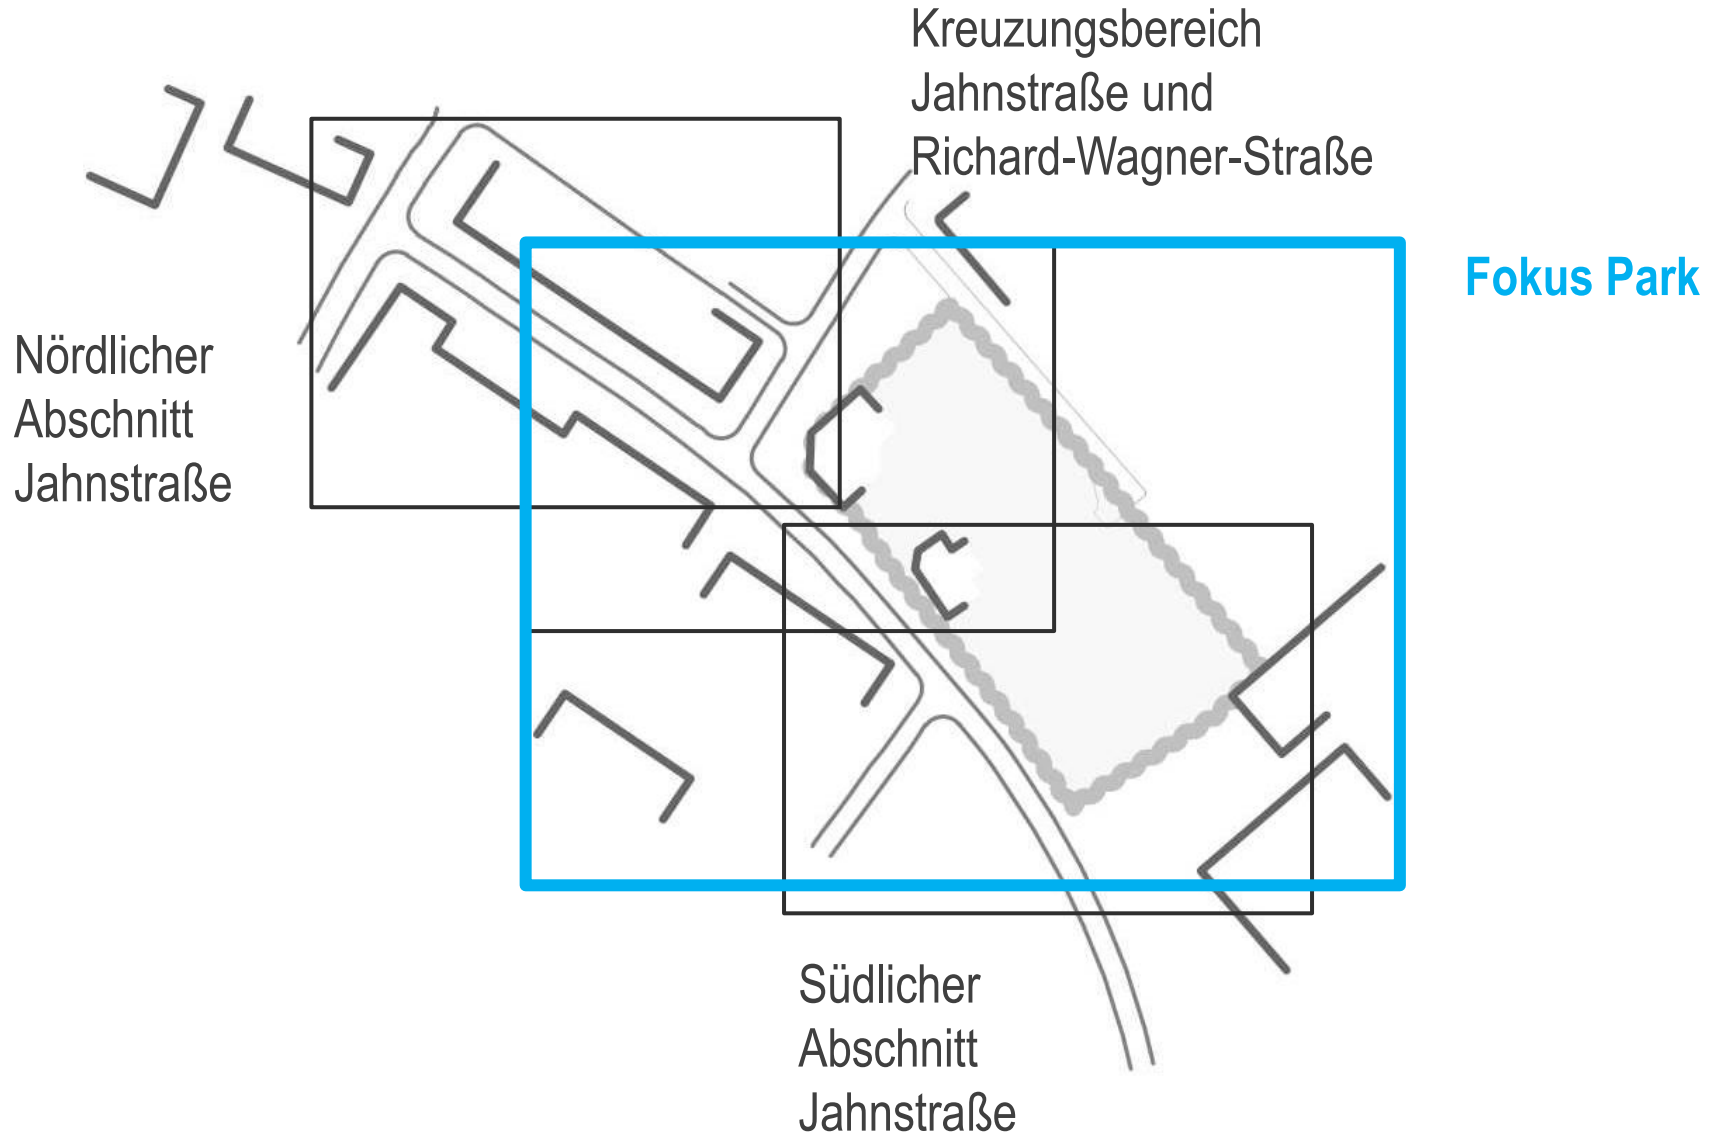 Kreuzungsbereich
Jahnstraße und
Richard-Wagner-Straße
Fokus Park
Nördlicher
Abschnitt
Jahnstraße
Südlicher
Abschnitt
Jahnstraße